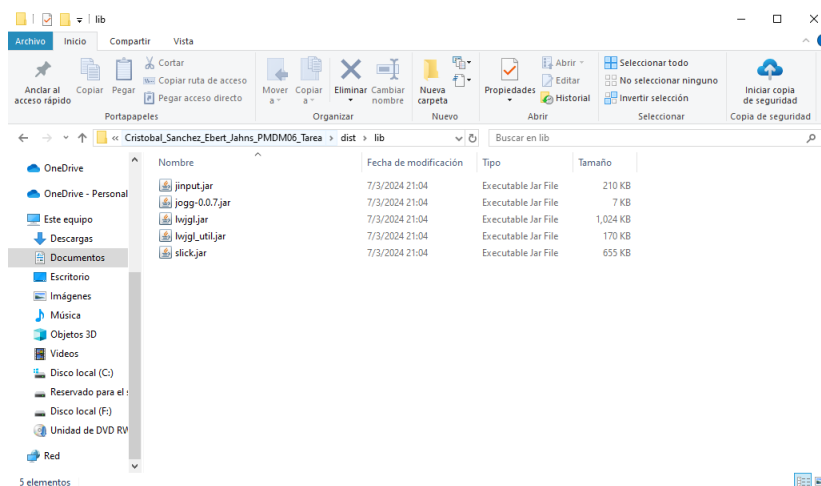 lib
Archivo Inicio Compartir Vista
Anclar al acceso rápido
Copiar
Pegar
Cortar
Copiar ruta de acceso
Pegar acceso directo
Portapapeles
Mover a
Copiar a
Eliminar
Cambiar nombre
Organizar
Nueva carpeta
Nuevo
Propiedades
Abrir
Editar
Historial
Abrir
Seleccionar todo
No seleccionar ninguno
Invertir selección
Seleccionar
Iniciar copia de seguridad
Copia de seguridad
« Cristobal_Sanchez_Ebert_Jahns_PMDM06_Tarea > dist > lib
Buscar en lib
OneDrive
OneDrive - Personal
Este equipo
Descargas
Documentos
Escritorio
Imágenes
Música
Objetos 3D
Videos
Disco local (C:)
Reservado para el
Disco local (F:)
Unidad de DVD RW
Red
Nombre Fecha de modificación Tipo Tamaño
jinput.jar 7/3/2024 21:04 Executable Jar File 210 KB
jogg-0.0.7.jar 7/3/2024 21:04 Executable Jar File 7 KB
lwjgl.jar 7/3/2024 21:04 Executable Jar File 1,024 KB
lwjgl_util.jar 7/3/2024 21:04 Executable Jar File 170 KB
slick.jar 7/3/2024 21:04 Executable Jar File 655 KB
5 elementos